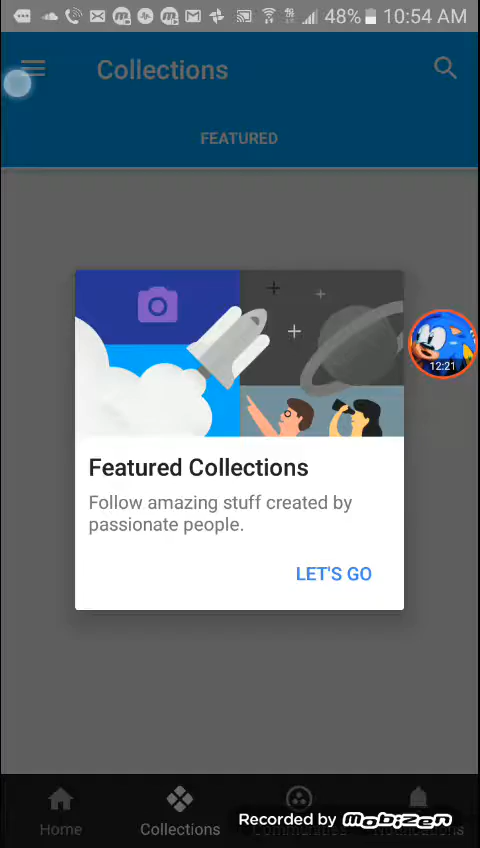 48% 10:54 AM
Collections
FEATURED
12:21
Featured Collections
Follow amazing stuff created by
passionate people.
LET'S GO
Home
Collections
Recorded by MOBIZEN